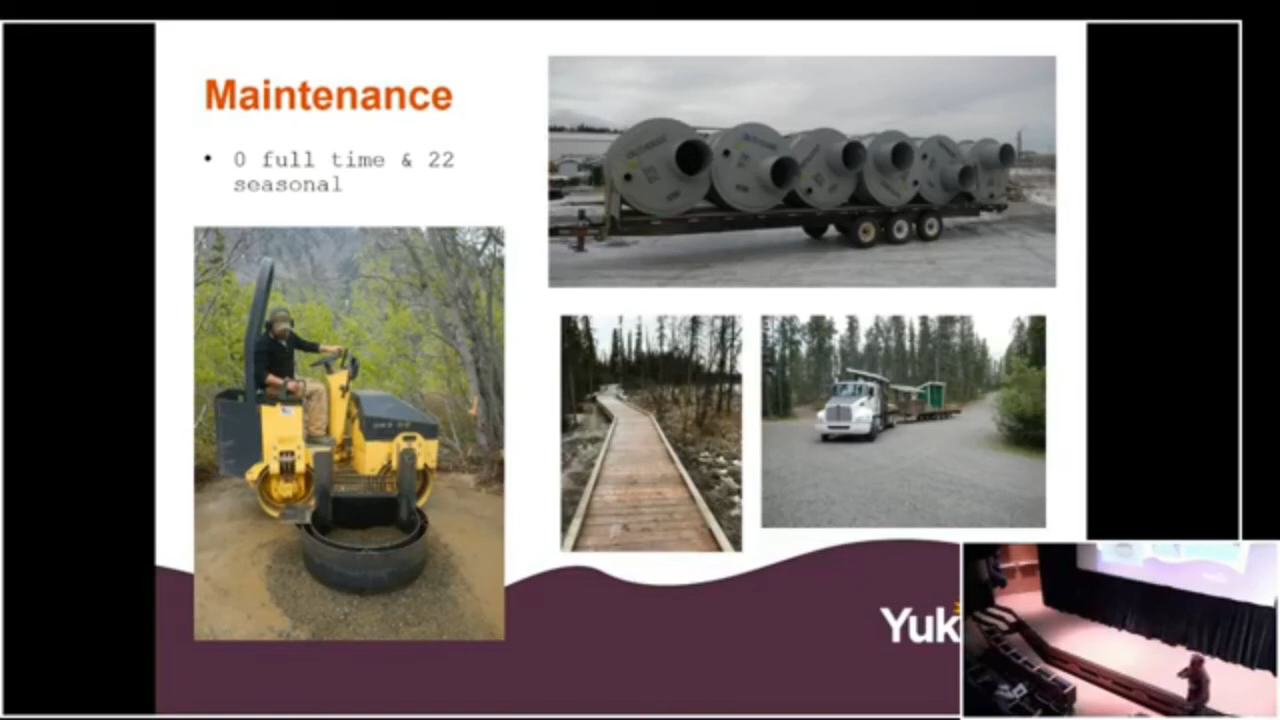 Maintenance
• 0 full time & 22
seasonal
Yuk